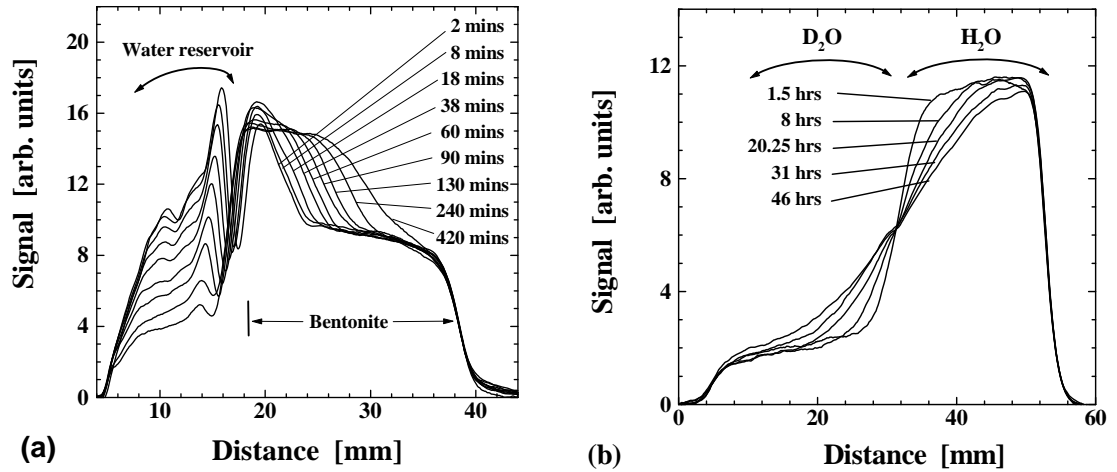 20
16
12
8
4
0
10
20
30
40
Signal [arb. units]
Distance [mm]
Water reservoir
Bentonite
2 mins
8 mins
18 mins
38 mins
60 mins
90 mins
130 mins
240 mins
420 mins
(a)
12
8
4
0
0
20
40
60
Signal [arb. units]
Distance [mm]
D₂O
H₂O
1.5 hrs
8 hrs
20.25 hrs
31 hrs
46 hrs
(b)